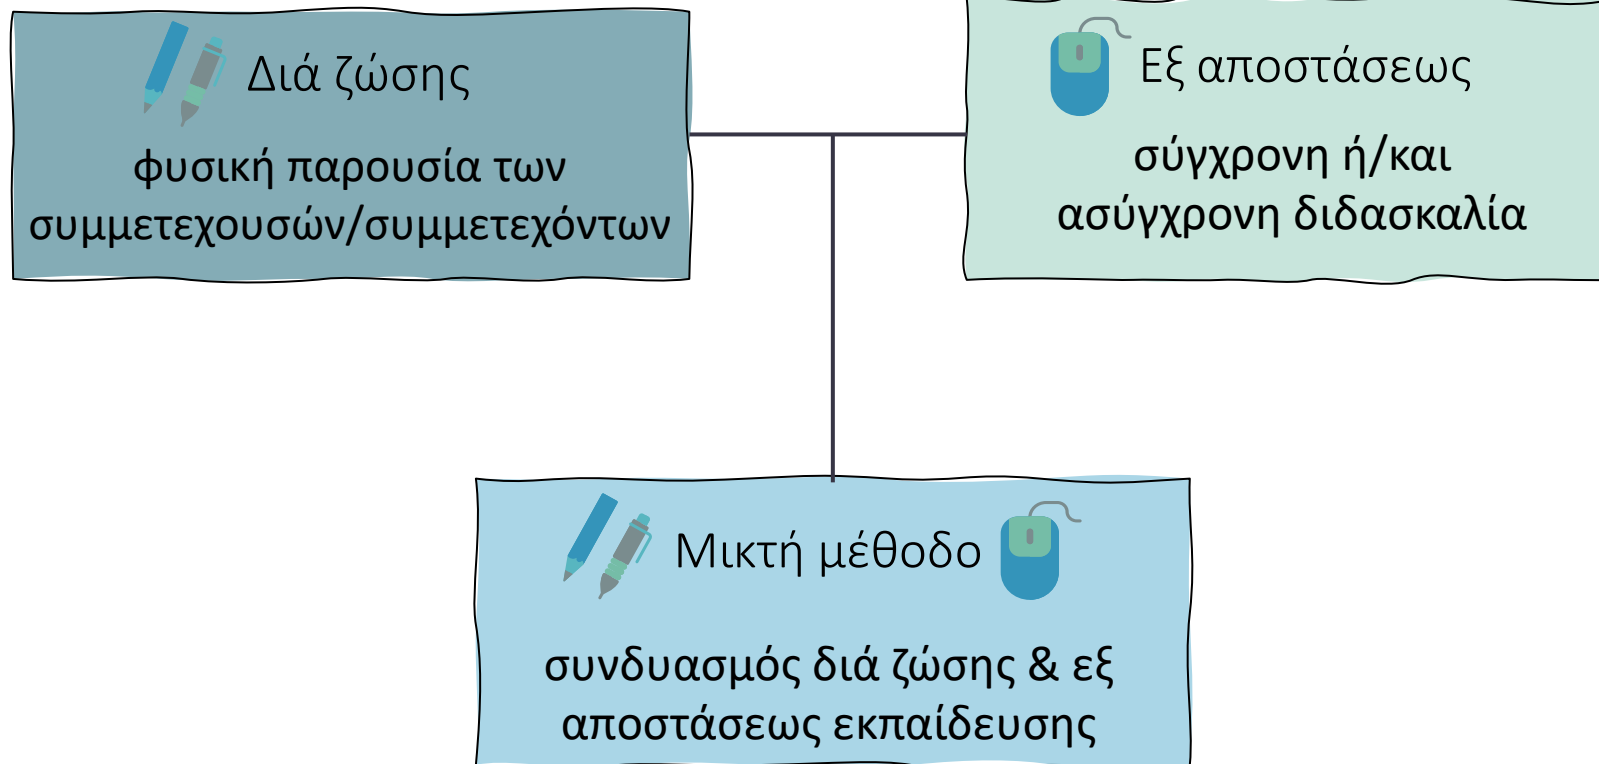 Διά ζώσης
φυσική παρουσία των
συμμετεχουσών/συμμετεχόντων
Εξ αποστάσεως
σύγχρονη ή/και
ασύγχρονη διδασκαλία
Μικτή μέθοδο
συνδυασμός διά ζώσης & εξ
αποστάσεως εκπαίδευσης